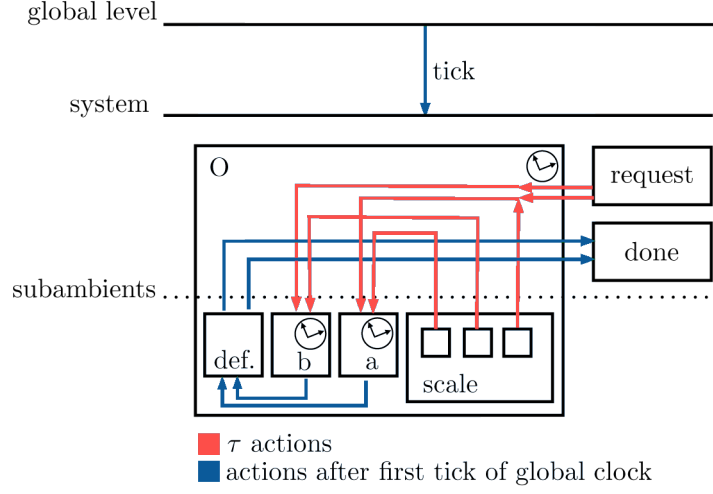 global level
tick
system
O
request
done
subambients
def.
b
a
scale
τ actions
actions after first tick of global clock